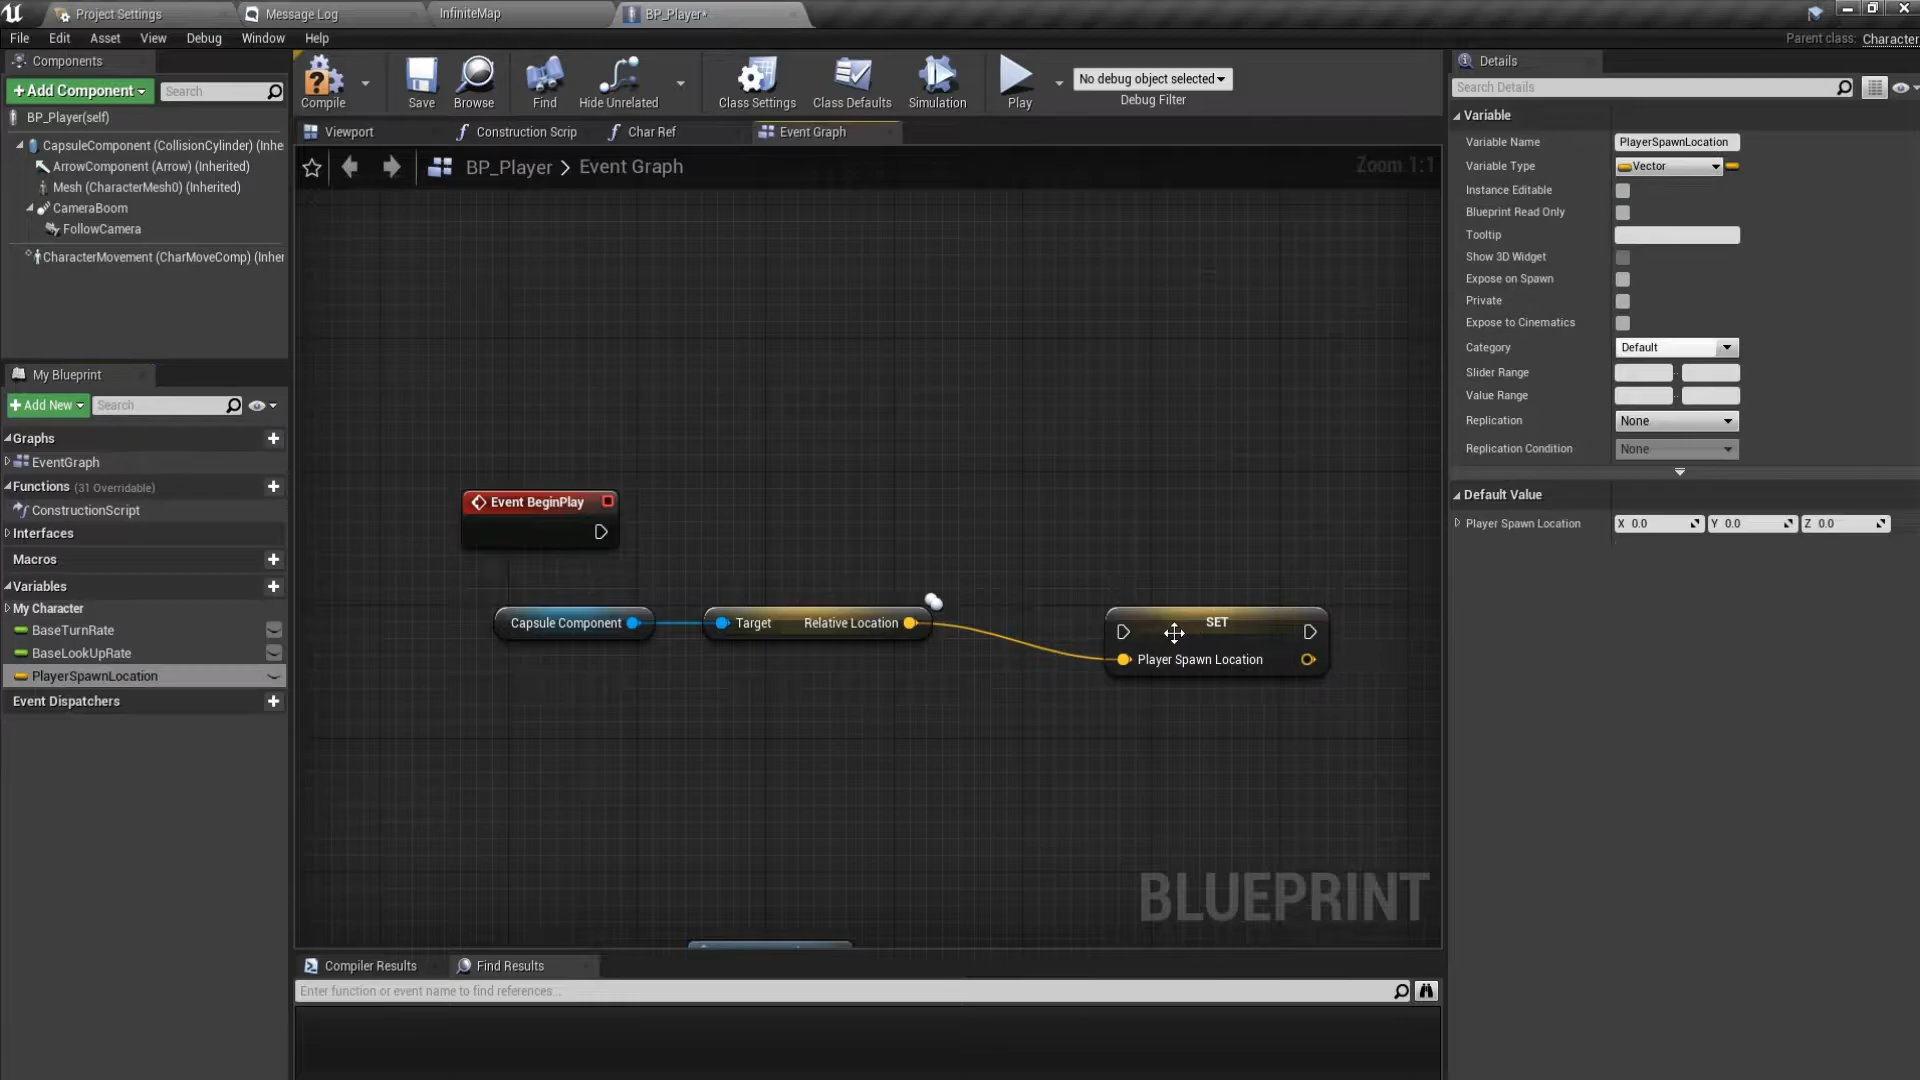 Project Settings
Message Log
InfiniteMap
BP_Player*
File Edit Asset View Debug Window Help
Parent class: Character
Components
+Add Component
Search
BP_Player(self)
CapsuleComponent (CollisionCylinder) (Inhe
ArrowComponent (Arrow) (Inherited)
Mesh (CharacterMesh0) (Inherited)
CameraBoom
FollowCamera
CharacterMovement (CharMoveComp) (Inher
My Blueprint
+Add New
Search
Graphs
EventGraph
Functions (31 Overridable)
ConstructionScript
Interfaces
Macros
Variables
My Character
BaseTurnRate
BaseLookUpRate
PlayerSpawnLocation
Event Dispatchers
Compile
Save
Browse
Find
Hide Unrelated
Class Settings
Class Defaults
Simulation
Play
No debug object selected
Debug Filter
Viewport
Construction Scrip
Char Ref
Event Graph
BP_Player > Event Graph
Zoom 1:1
Event BeginPlay
Capsule Component
Target Relative Location
SET
Player Spawn Location
BLUEPRINT
Compiler Results
Find Results
Enter function or event name to find references...
Details
Search Details
Variable
Variable Name PlayerSpawnLocation
Variable Type Vector
Instance Editable
Blueprint Read Only
Tooltip
Show 3D Widget
Expose on Spawn
Private
Expose to Cinematics
Category Default
Slider Range
Value Range
Replication None
Replication Condition None
Default Value
Player Spawn Location X 0.0 Y 0.0 Z 0.0